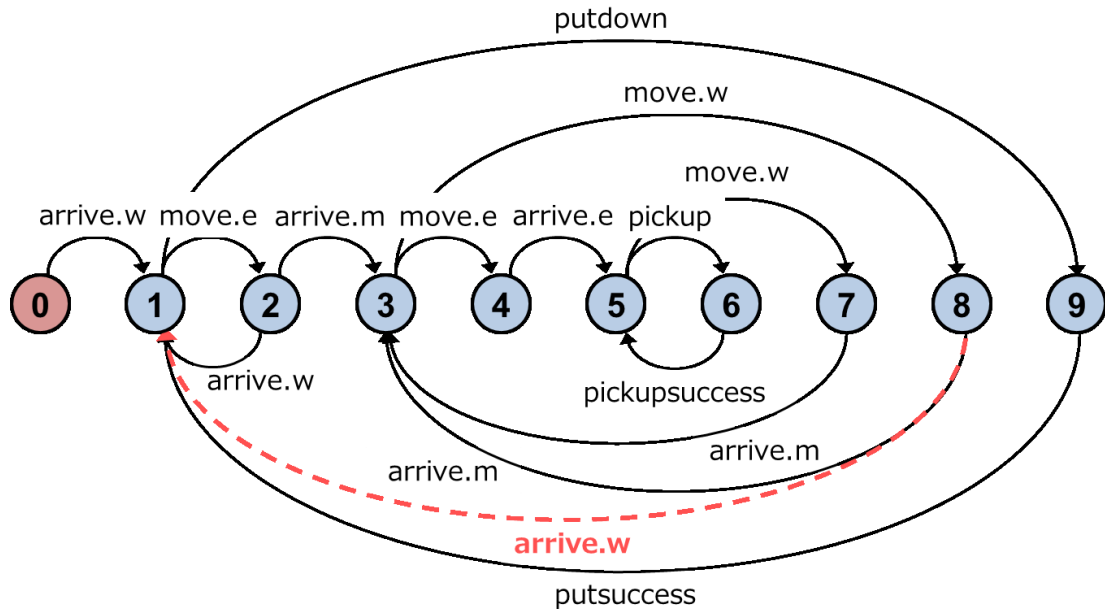 putdown
move.w
move.w
arrive.w
move.e
arrive.m
move.e
arrive.e
pickup
0
1
2
3
4
5
6
7
8
9
arrive.w
pickupsuccess
arrive.m
arrive.m
arrive.w
putsuccess